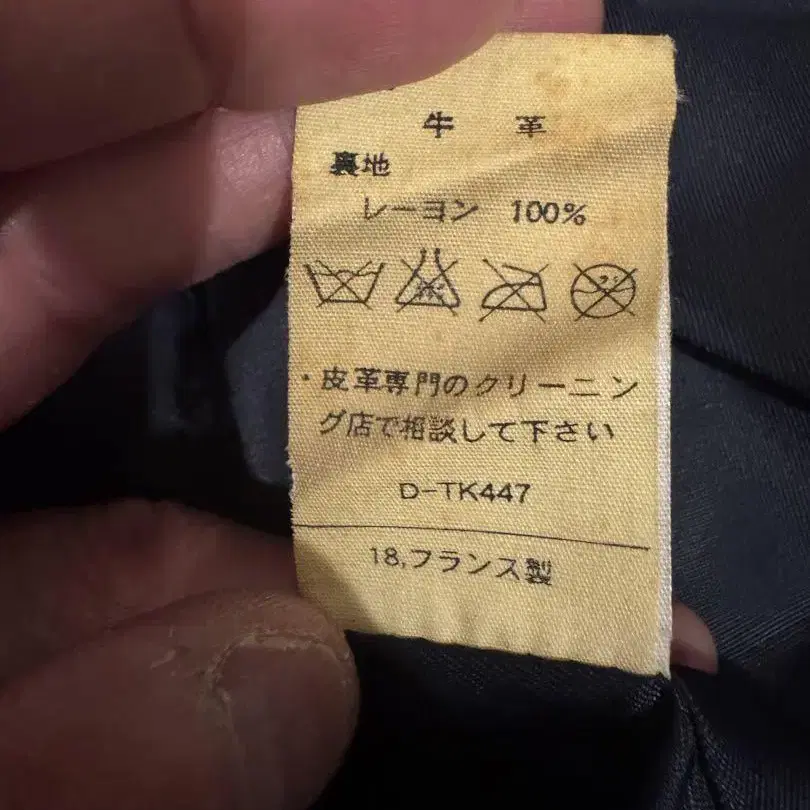 牛 革
裏地
レーヨン 100%
・皮革専門のクリーニン
グ店で相談して下さい
D-TK447
18,フランス製